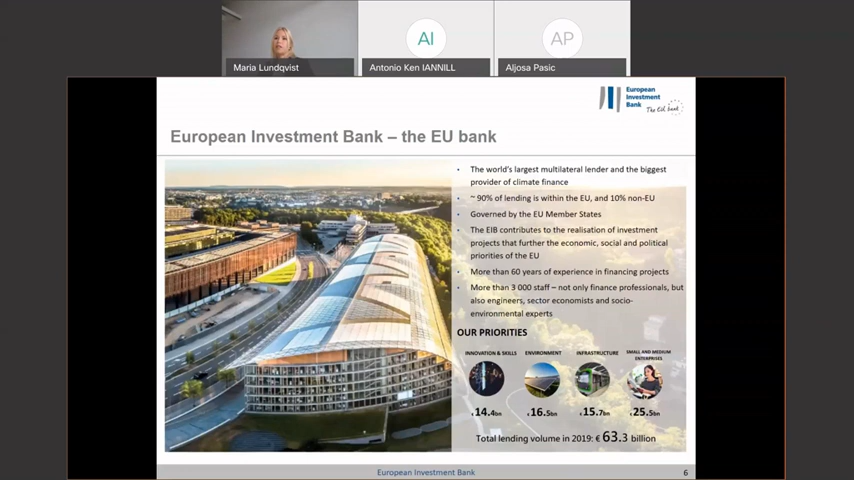 AI
AP
Maria Lundqvist
Antonio Ken IANNILL
Aljosa Pasic
European
Investment
Bank
The EU bank
European Investment Bank – the EU bank
• The world's largest multilateral lender and the biggest
provider of climate finance
• ~ 90% of lending is within the EU, and 10% non-EU
• Governed by the EU Member States
• The EIB contributes to the realisation of investment
projects that further the economic, social and political
priorities of the EU
• More than 60 years of experience in financing projects
• More than 3 000 staff – not only finance professionals, but
also engineers, sector economists and socio-
environmental experts
OUR PRIORITIES
INNOVATION & SKILLS ENVIRONMENT INFRASTRUCTURE SMALL AND MEDIUM
ENTERPRISES
€ 14.4bn € 16.5bn € 15.7bn € 25.5bn
Total lending volume in 2019: € 63.3 billion
European Investment Bank 6